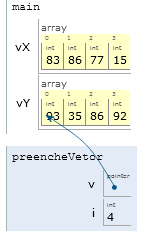 main
array
vX
0 1 2 3
int int int int
83 86 77 15
array
vY
0 1 2 3
int int int int
93 35 86 92
preencheVetor
v pointer
i int
4